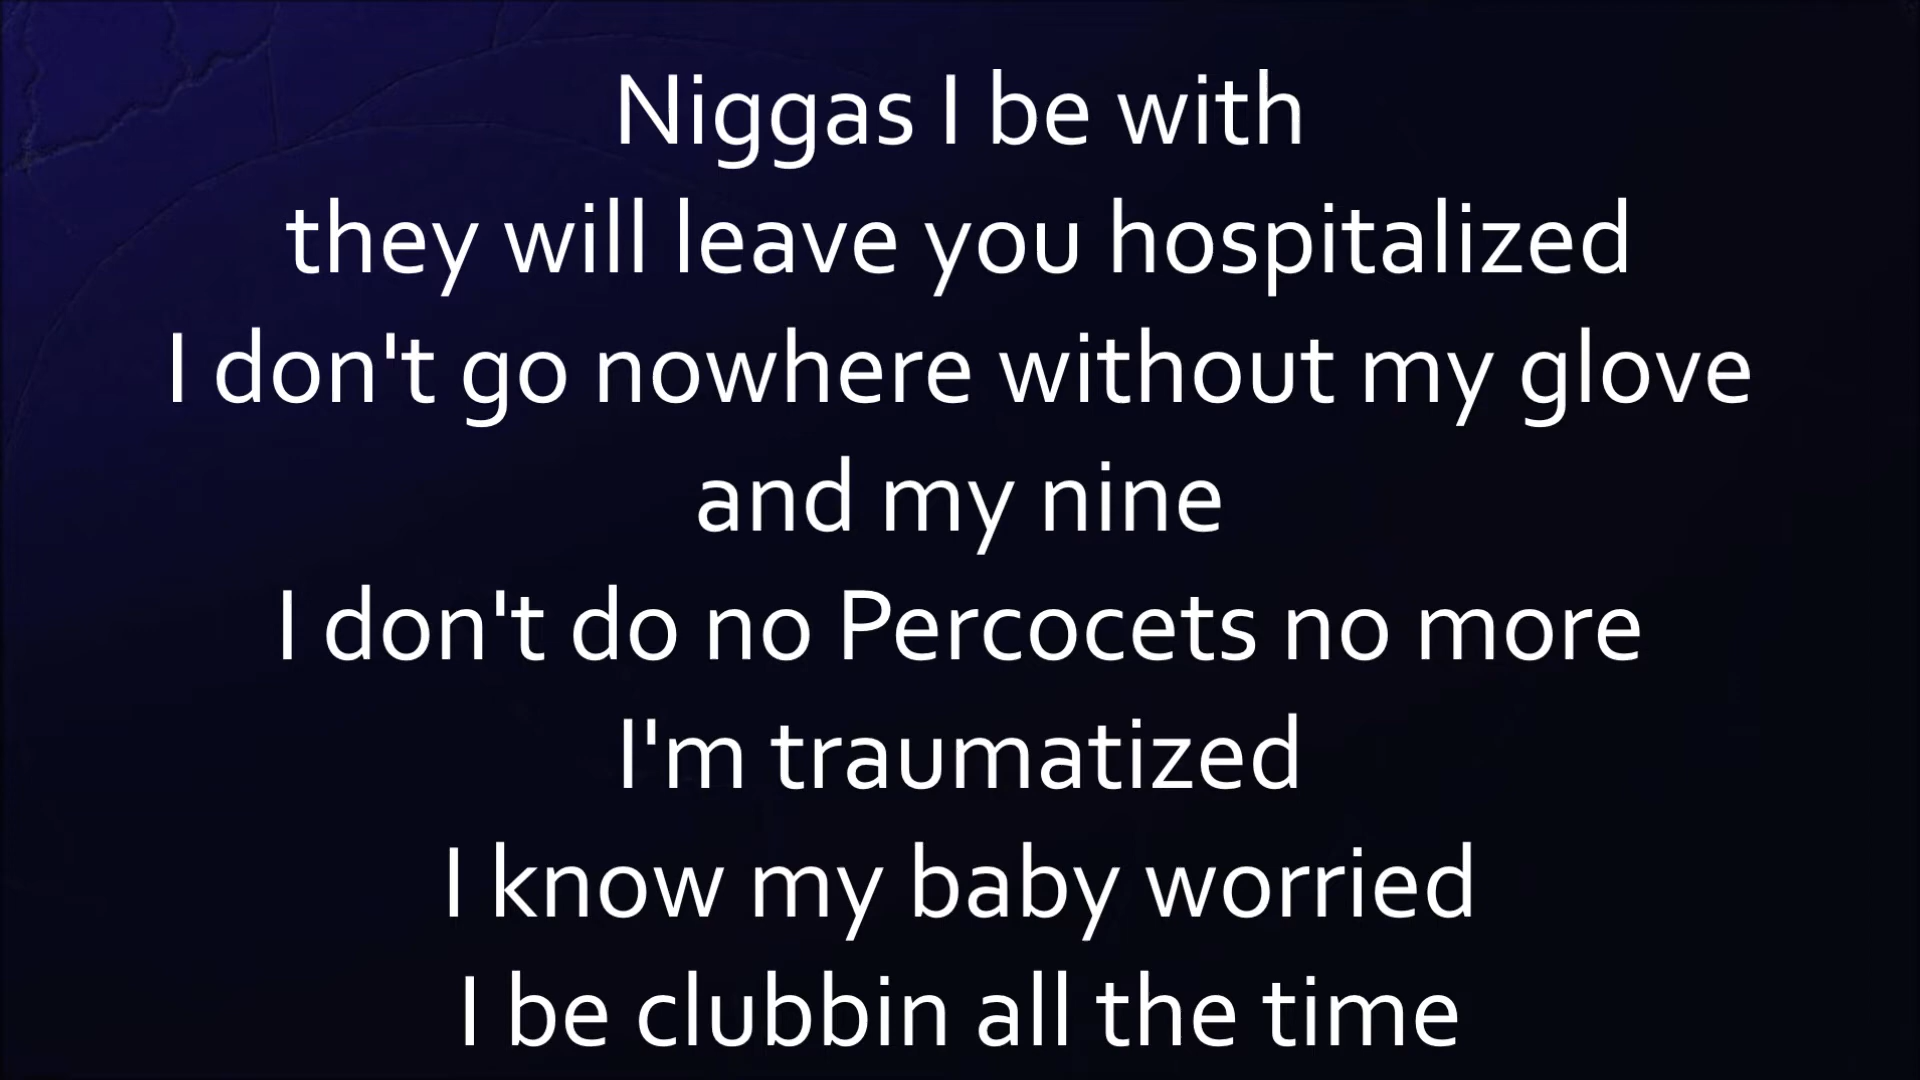 Niggas I be with
they will leave you hospitalized
I don't go nowhere without my glove
and my nine
I don't do no Percocets no more
I'm traumatized
I know my baby worried
I be clubbin all the time